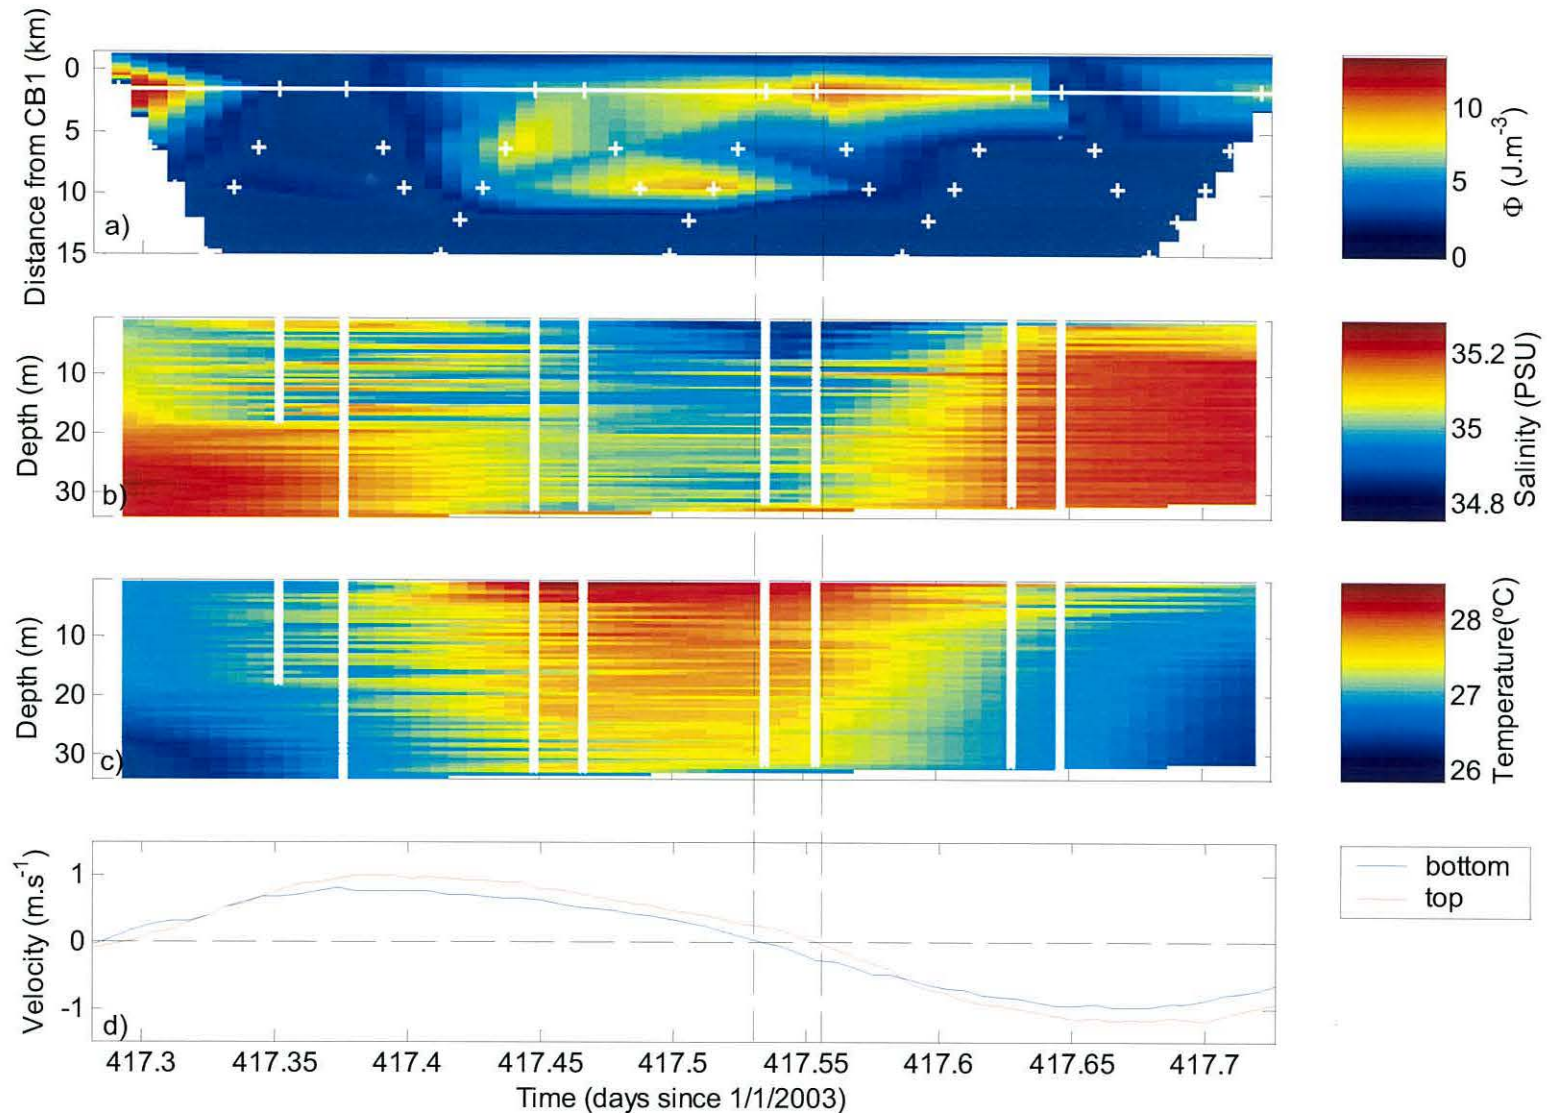 Distance from CB1 (km)
0
5
10
15
a)
10
5
0
Φ (J.m-3)
Depth (m)
10
20
30
b)
35.2
35
34.8
Salinity (PSU)
Depth (m)
10
20
30
c)
28
27
26
Temperature(ºC)
Velocity (m.s-1)
1
0
-1
d)
bottom
top
417.3 417.35 417.4 417.45 417.5 417.55 417.6 417.65 417.7
Time (days since 1/1/2003)